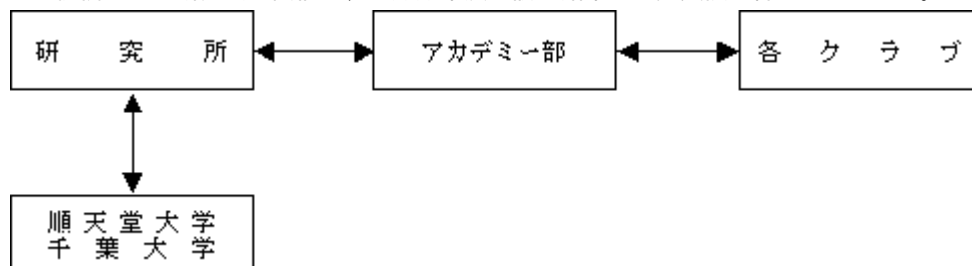 研究所
アカデミー部
各クラブ
順天堂大学
千葉大学